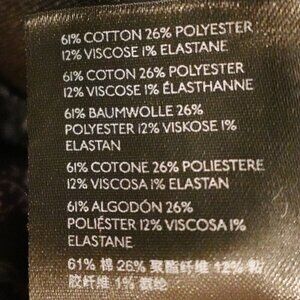 61% COTTON 26% POLYESTER
12% VISCOSE 1% ELASTANE
61% COTON 26% POLYESTER
12% VISCOSE 1% ÉLASTHANNE
61% BAUMWOLLE 26%
POLYESTER 12% VISKOSE 1%
ELASTAN
61% COTONE 26% POLIESTERE
12% VISCOSA 1% ELASTAN
61% ALGODÓN 26%
POLIÉSTER 12% VISCOSA 1%
ELASTANE
61% 棉 26% 聚酯纤维 12% 粘
胶纤维 1% 氨纶